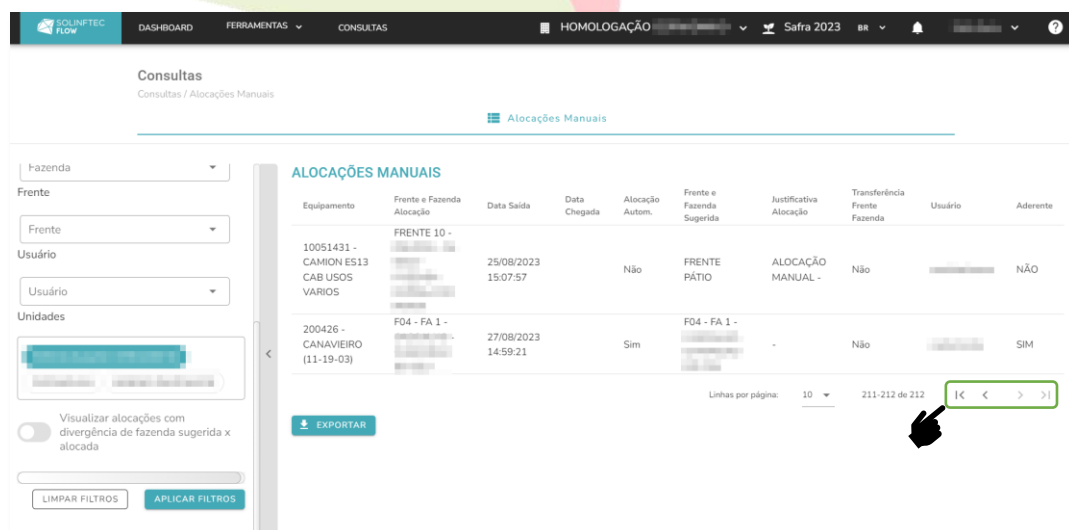 SOLINFTEC
FLOW
DASHBOARD
FERRAMENTAS
CONSULTAS
HOMOLOGAÇÃO
Safra 2023
BR
?
Consultas
Consultas / Alocações Manuais
Alocações Manuais
Fazenda
Frente
Frente
Usuário
Usuário
Unidades
Visualizar alocações com
divergência de fazenda sugerida x
alocada
LIMPAR FILTROS
APLICAR FILTROS
ALOCAÇÕES MANUAIS
Equipamento
Frente e Fazenda
Alocação
Data Saída
Data
Chegada
Alocação
Autom.
Frente e
Fazenda
Sugerida
Justificativa
Alocação
Transferência
Frente
Fazenda
Usuário
Aderente
10051431 -
CAMION ES13
CAB USOS
VARIOS
FRENTE 10 -
25/08/2023
15:07:57
Não
FRENTE
PÁTIO
ALOCAÇÃO
MANUAL -
Não
NÃO
200426 -
CANAVIEIRO
(11-19-03)
F04 - FA 1 -
27/08/2023
14:59:21
Sim
F04 - FA 1 -
-
Não
SIM
Linhas por página:
10
211-212 de 212
EXPORTAR